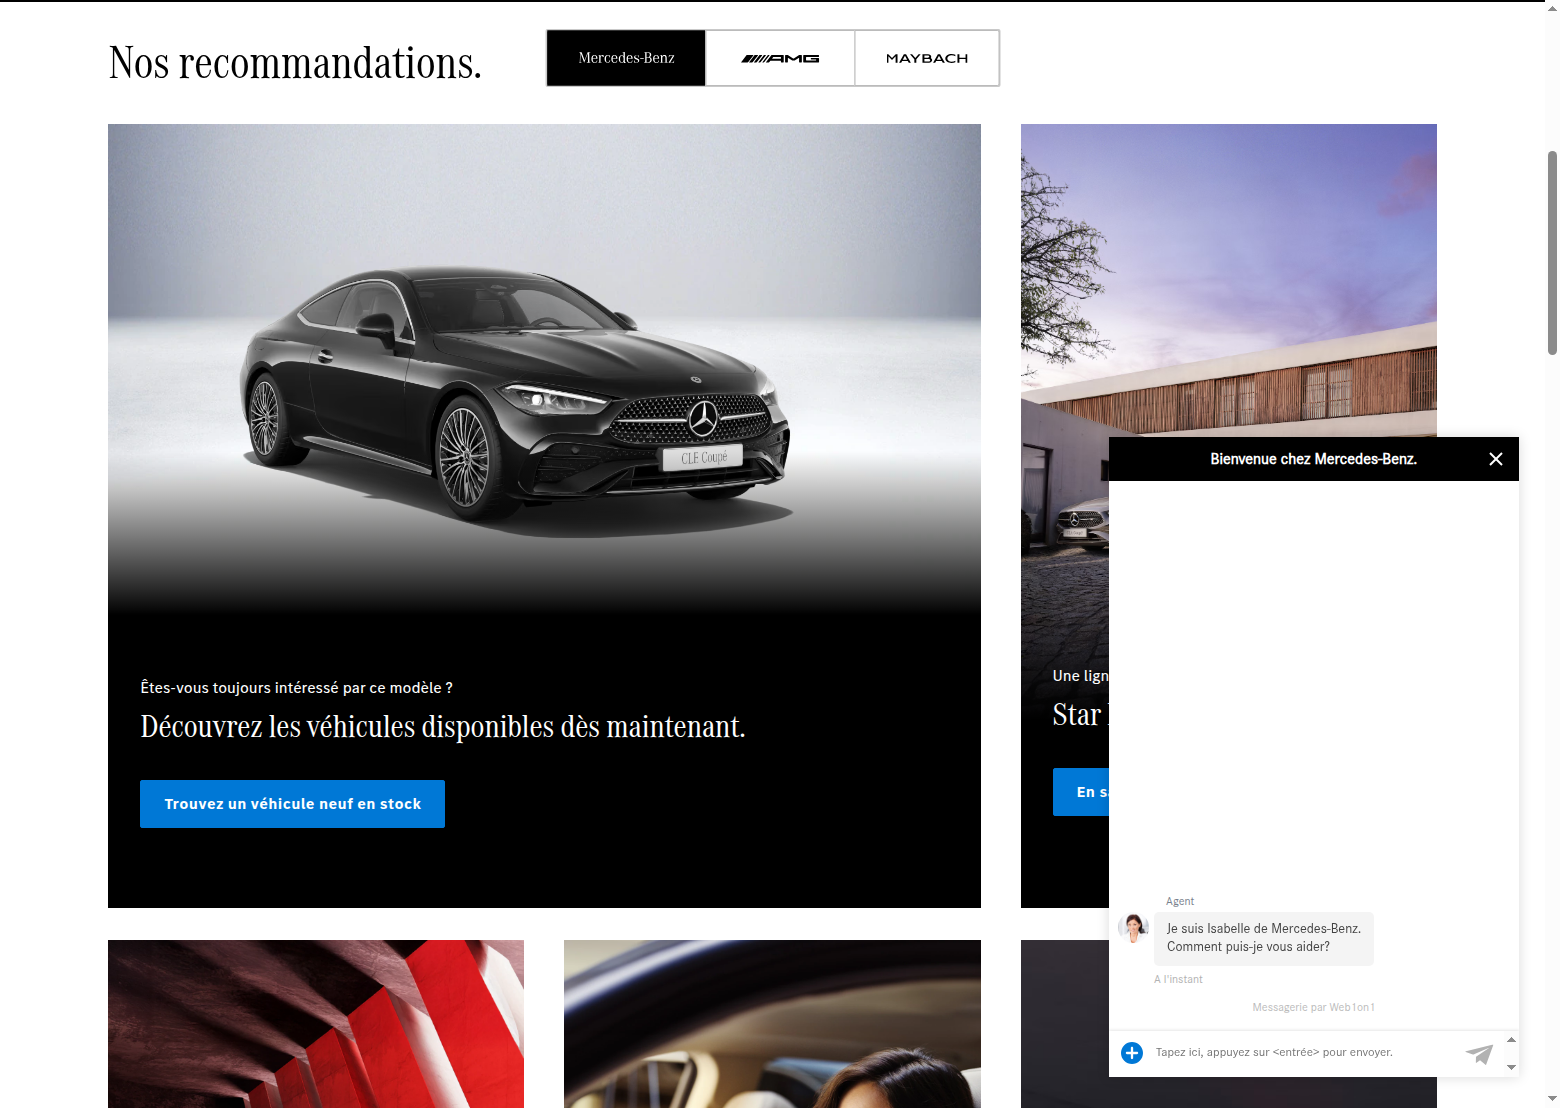 Nos recommandations.
Mercedes-Benz
AMG
MAYBACH
CLE Coupé
Êtes-vous toujours intéressé par ce modèle ?
Découvrez les véhicules disponibles dès maintenant.
Trouvez un véhicule neuf en stock
Une lign
Star
En sa
Bienvenue chez Mercedes-Benz.
Agent
Je suis Isabelle de Mercedes-Benz.
Comment puis-je vous aider?
A l'instant
Messagerie par Web1on1
Tapez ici, appuyez sur <entrée> pour envoyer.